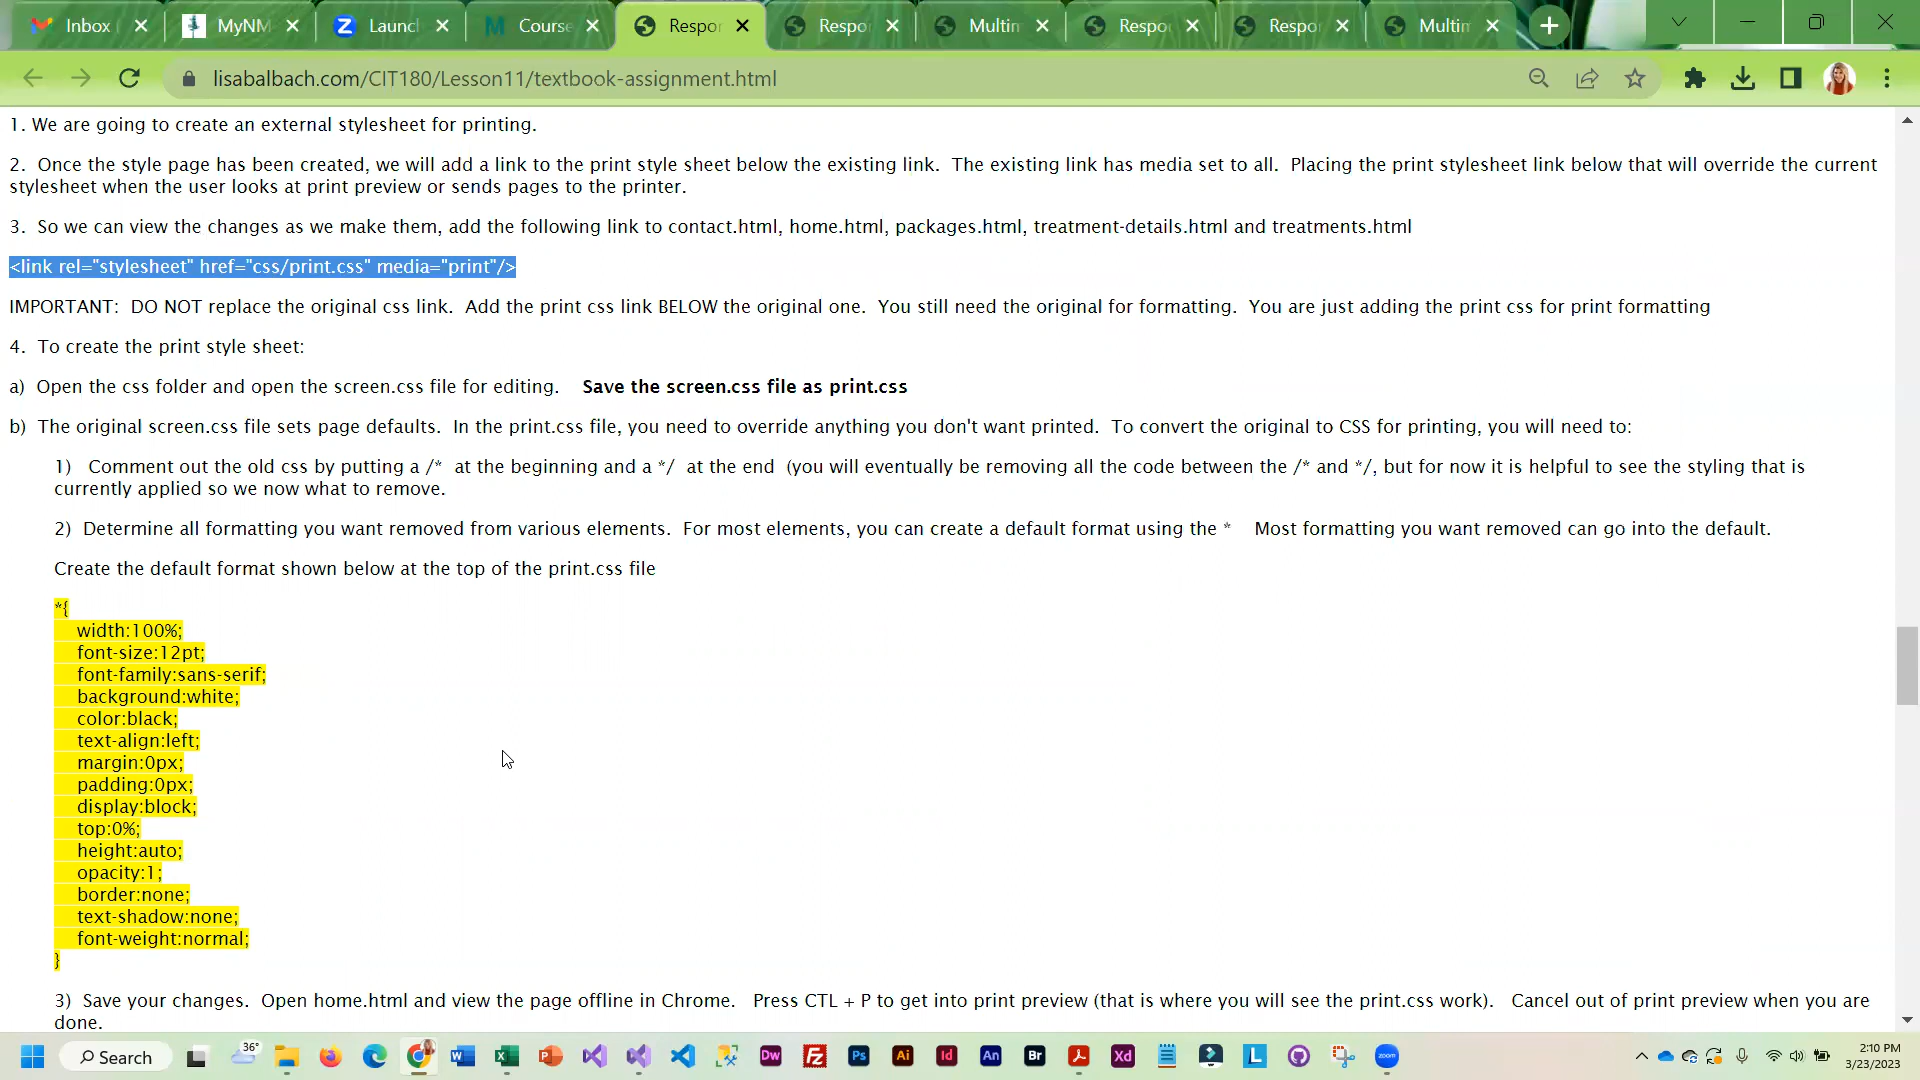 Inbox
MyNM
Launc
Course
Respor
Respo
Multin
Respo
Respor
Multin
lisabalbach.com/CIT180/Lesson11/textbook-assignment.html
1. We are going to create an external stylesheet for printing.
2.  Once the style page has been created, we will add a link to the print style sheet below the existing link.  The existing link has media set to all.  Placing the print stylesheet link below that will override the current
stylesheet when the user looks at print preview or sends pages to the printer.
3.  So we can view the changes as we make them, add the following link to contact.html, home.html, packages.html, treatment-details.html and treatments.html
<link rel="stylesheet" href="css/print.css" media="print"/>
IMPORTANT:  DO NOT replace the original css link.  Add the print css link BELOW the original one.  You still need the original for formatting.  You are just adding the print css for print formatting
4.  To create the print style sheet:
a)  Open the css folder and open the screen.css file for editing.    Save the screen.css file as print.css
b)  The original screen.css file sets page defaults.  In the print.css file, you need to override anything you don't want printed.  To convert the original to CSS for printing, you will need to:
1)   Comment out the old css by putting a /*  at the beginning and a */  at the end  (you will eventually be removing all the code between the /* and */, but for now it is helpful to see the styling that is
currently applied so we now what to remove.
2)  Determine all formatting you want removed from various elements.  For most elements, you can create a default format using the *    Most formatting you want removed can go into the default.
Create the default format shown below at the top of the print.css file
*{
width:100%;
font-size:12pt;
font-family:sans-serif;
background:white;
color:black;
text-align:left;
margin:0px;
padding:0px;
display:block;
top:0%;
height:auto;
opacity:1;
border:none;
text-shadow:none;
font-weight:normal;
}
3)  Save your changes.  Open home.html and view the page offline in Chrome.   Press CTL + P to get into print preview (that is where you will see the print.css work).   Cancel out of print preview when you are
done.
Search
36°
Dw
Fz
Ps
Ai
Id
An
Br
Xd
L
zoom
2:10 PM
3/23/2023